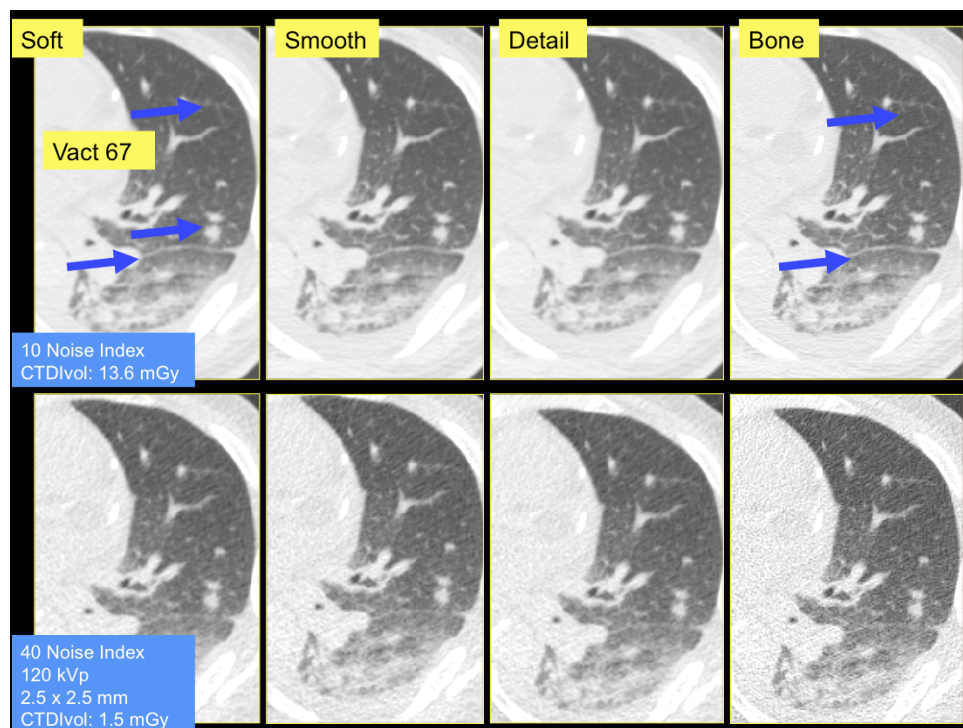 Soft
Smooth
Detail
Bone
Vact 67
10 Noise Index
CTDIvol: 13.6 mGy
40 Noise Index
120 kVp
2.5 x 2.5 mm
CTDIvol: 1.5 mGy